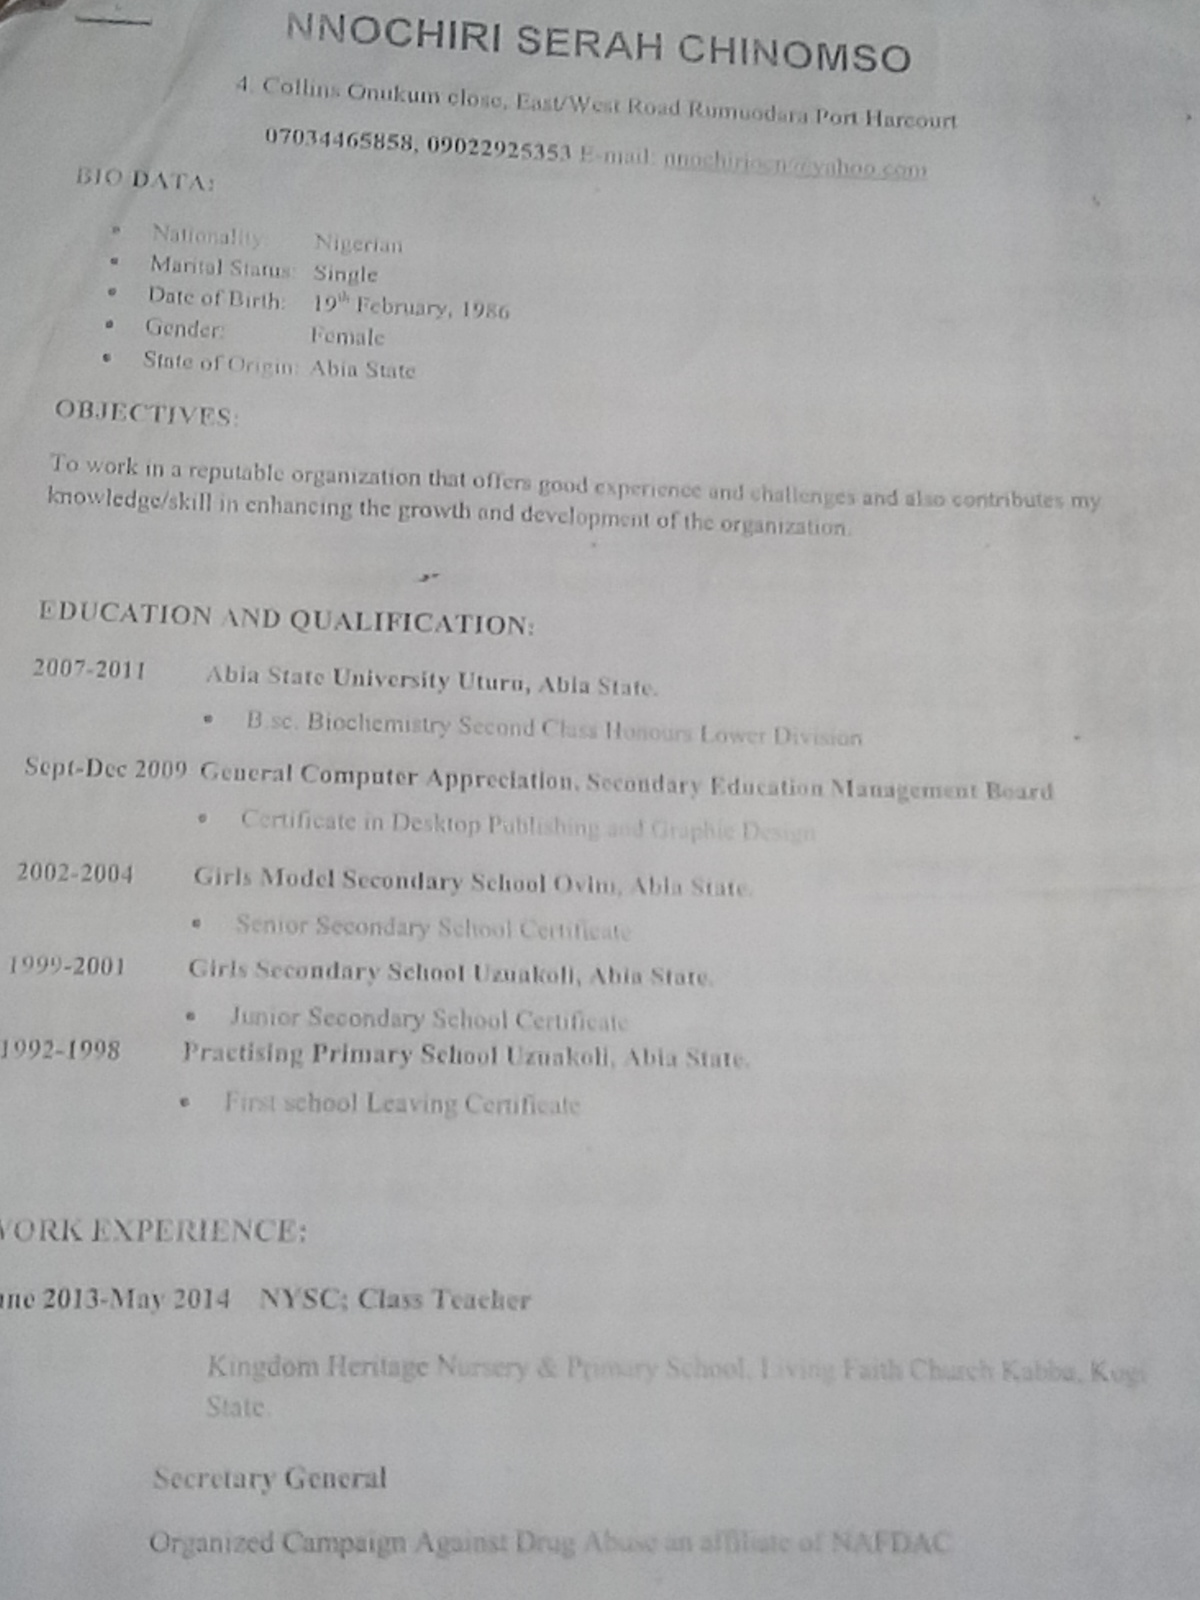 NNOCHIRI SERAH CHINOMSO
4. Collins Onukum close, East/West Road Rumuodara Port Harcourt
07034465858, 09022925353 E-mail:
BIO DATA:
• Nationality: Nigerian
• Marital Status: Single
• Date of Birth: 19th February, 1986
• Gender: Female
• State of Origin: Abia State
OBJECTIVES:
To work in a reputable organization that offers good experience and challenges and also contributes my
knowledge/skill in enhancing the growth and development of the organization.
EDUCATION AND QUALIFICATION:
2007-2011 Abia State University Uturu, Abia State.
• B.sc. Biochemistry Second Class Honours Lower Division
Sept-Dec 2009 General Computer Appreciation, Secondary Education Management Board
• Certificate in Desktop Publishing and Graphic Design
2002-2004 Girls Model Secondary School Ovim, Abia State.
• Senior Secondary School Certificate
1999-2001 Girls Secondary School Uzuakoli, Abia State.
• Junior Secondary School Certificate
1992-1998 Practising Primary School Uzuakoli, Abia State.
• First school Leaving Certificate
WORK EXPERIENCE:
une 2013-May 2014 NYSC; Class Teacher
Kingdom Heritage Nursery & Primary School, Living Faith Church Kabba, Kogi
State.
Secretary General
Organized Campaign Against Drug Abuse an affiliate of NAFDAC